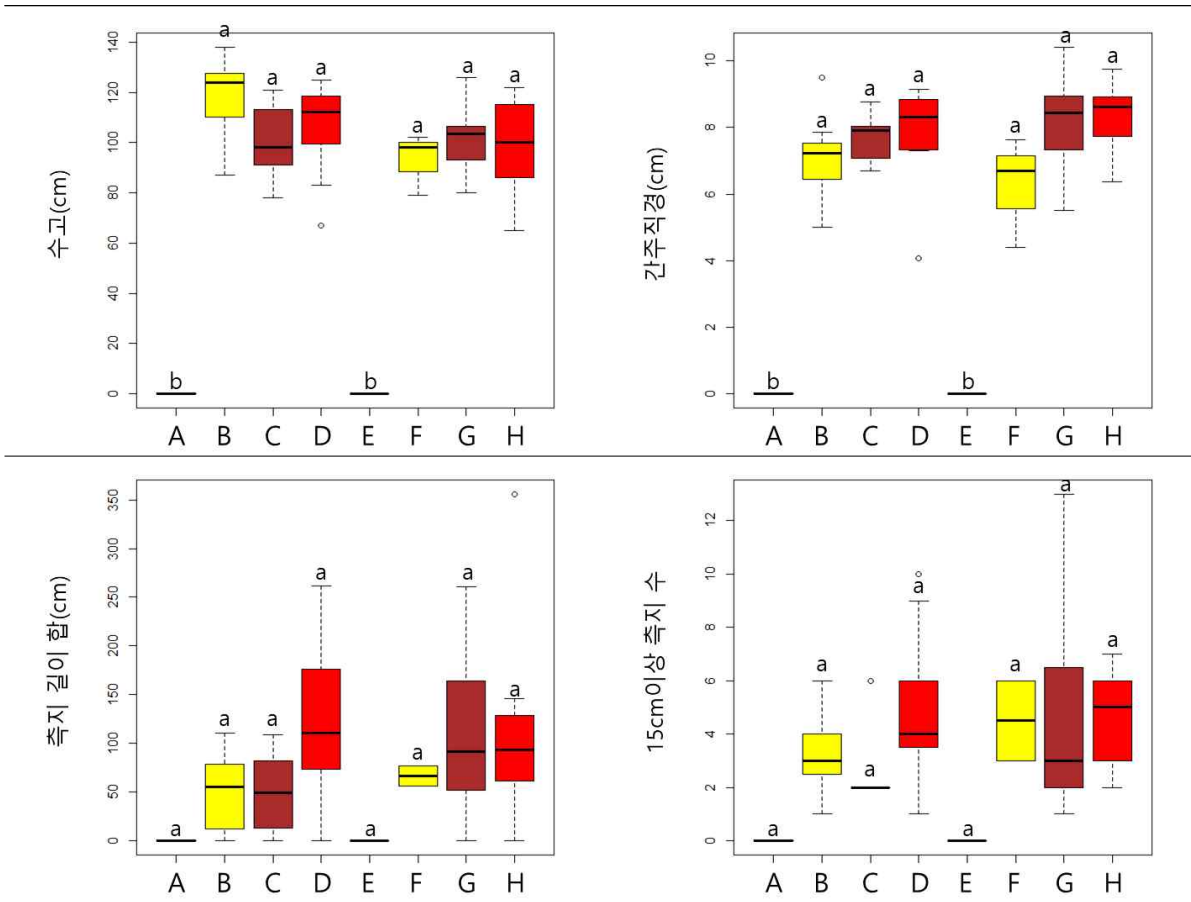 수고(cm)
0 20 40 60 80 100 120 140
b a a a b a a a
A B C D E F G H
간주직경(cm)
0 2 4 6 8 10
b a a a b a a a
A B C D E F G H
측지 길이 합(cm)
0 50 100 150 200 250 300 350
a a a a a a a a
A B C D E F G H
15cm이상 측지 수
0 2 4 6 8 10 12
a a a a a a a a
A B C D E F G H